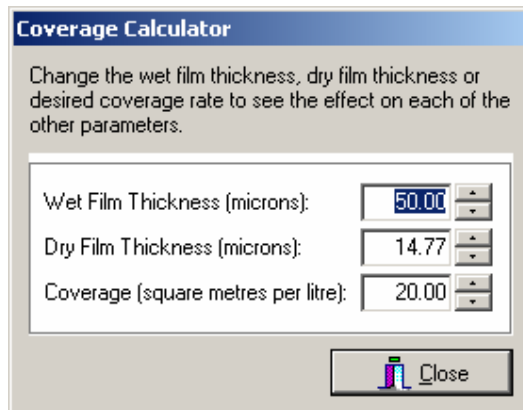 Coverage Calculator
Change the wet film thickness, dry film thickness or
desired coverage rate to see the effect on each of the
other parameters.
Wet Film Thickness (microns): 50.00
Dry Film Thickness (microns): 14.77
Coverage (square metres per litre): 20.00
Close